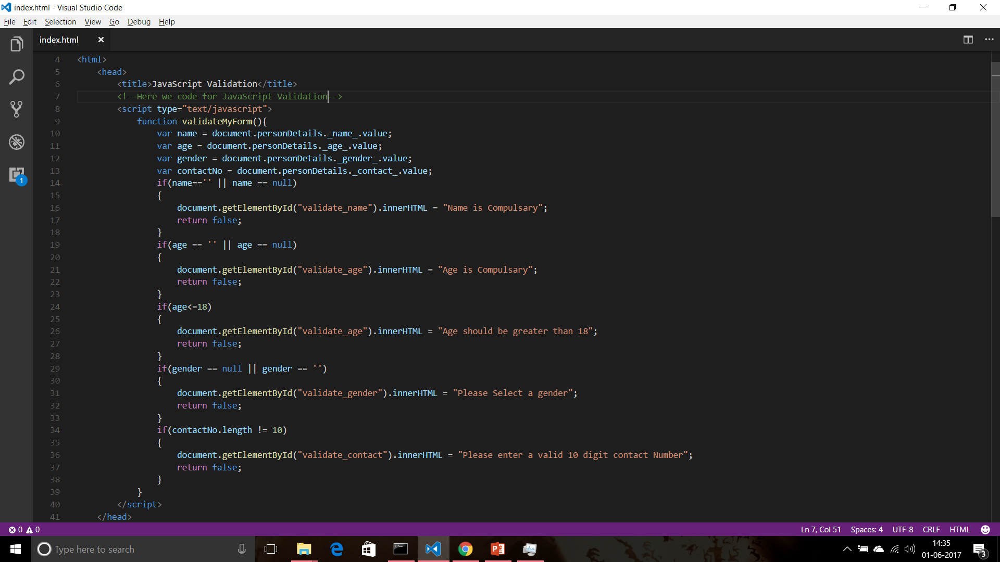 index.html - Visual Studio Code
File Edit Selection View Go Debug Help
index.html
4 <html>
5 <head>
6 <title>JavaScript Validation</title>
7 <!--Here we code for JavaScript Validation-->
8 <script type="text/javascript">
9 function validateMyForm(){
10 var name = document.personDetails._name_.value;
11 var age = document.personDetails._age_.value;
12 var gender = document.personDetails._gender_.value;
13 var contactNo = document.personDetails._contact_.value;
14 if(name=='' || name == null)
15 {
16 document.getElementById("validate_name").innerHTML = "Name is Compulsary";
17 return false;
18 }
19 if(age == '' || age == null)
20 {
21 document.getElementById("validate_age").innerHTML = "Age is Compulsary";
22 return false;
23 }
24 if(age<=18)
25 {
26 document.getElementById("validate_age").innerHTML = "Age should be greater than 18";
27 return false;
28 }
29 if(gender == null || gender == '')
30 {
31 document.getElementById("validate_gender").innerHTML = "Please Select a gender";
32 return false;
33 }
34 if(contactNo.length != 10)
35 {
36 document.getElementById("validate_contact").innerHTML = "Please enter a valid 10 digit contact Number";
37 return false;
38 }
39 }
40 </script>
41 </head>
1
0 0 Ln 7, Col 51 Spaces: 4 UTF-8 CRLF HTML
Type here to search
14:35
01-06-2017
3